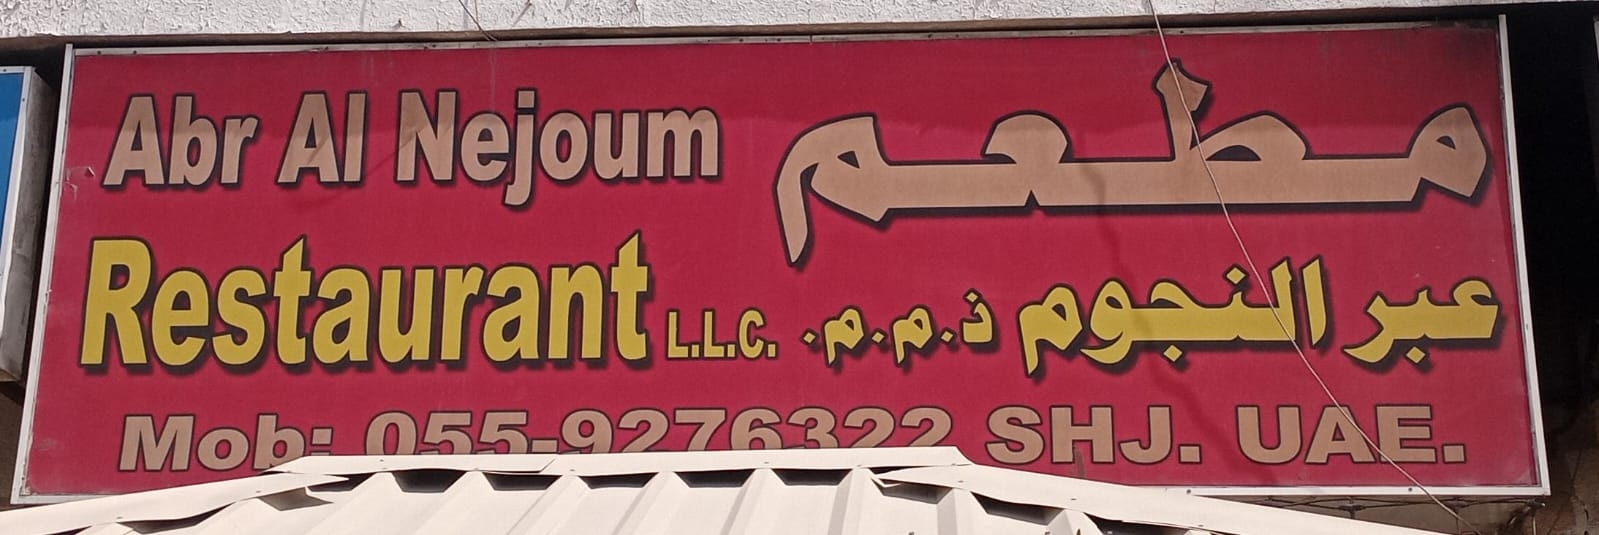 Abr Al Nejoum
مطعم
Restaurant L.L.C.
عبر النجوم ذ.م.م.
Mob: 055-9276322 SHJ. UAE.